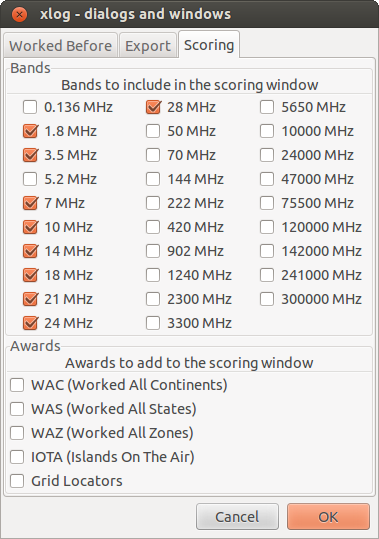 xlog - dialogs and windows
Worked Before Export Scoring
Bands
Bands to include in the scoring window
0.136 MHz 28 MHz 5650 MHz
1.8 MHz 50 MHz 10000 MHz
3.5 MHz 70 MHz 24000 MHz
5.2 MHz 144 MHz 47000 MHz
7 MHz 222 MHz 75500 MHz
10 MHz 420 MHz 120000 MHz
14 MHz 902 MHz 142000 MHz
18 MHz 1240 MHz 241000 MHz
21 MHz 2300 MHz 300000 MHz
24 MHz 3300 MHz
Awards
Awards to add to the scoring window
WAC (Worked All Continents)
WAS (Worked All States)
WAZ (Worked All Zones)
IOTA (Islands On The Air)
Grid Locators
Cancel OK